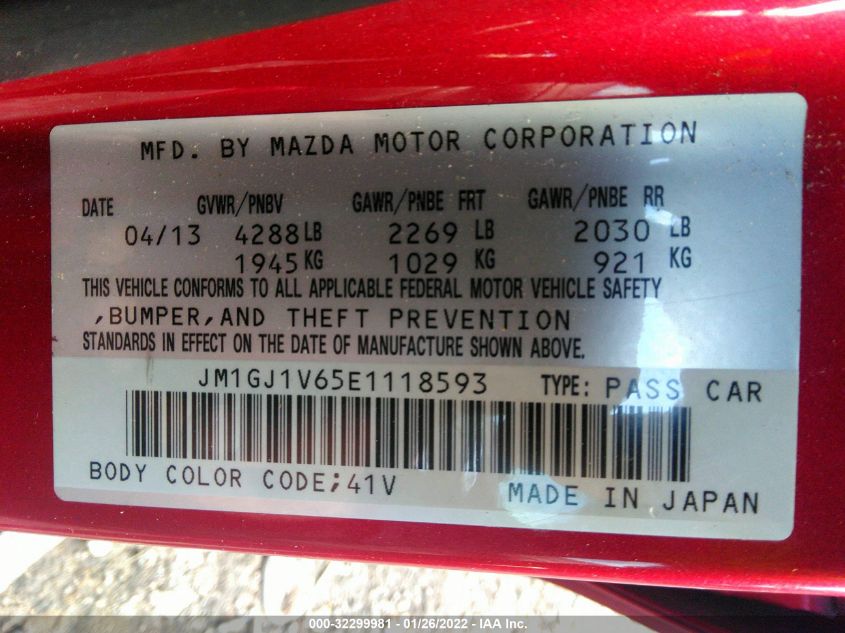 MFD. BY MAZDA MOTOR CORPORATION
DATE GVWR/PNBV GAWR/PNBE FRT GAWR/PNBE RR
04/13 4288 LB 2269 LB 2030 LB
1945 KG 1029 KG 921 KG
THIS VEHICLE CONFORMS TO ALL APPLICABLE FEDERAL MOTOR VEHICLE SAFETY
,BUMPER,AND THEFT PREVENTION
STANDARDS IN EFFECT ON THE DATE OF MANUFACTURE SHOWN ABOVE.
JM1GJ1V65E1118593 TYPE: PASS CAR
BODY COLOR CODE;41V MADE IN JAPAN
000-32299981 - 01/26/2022 - IAA Inc.